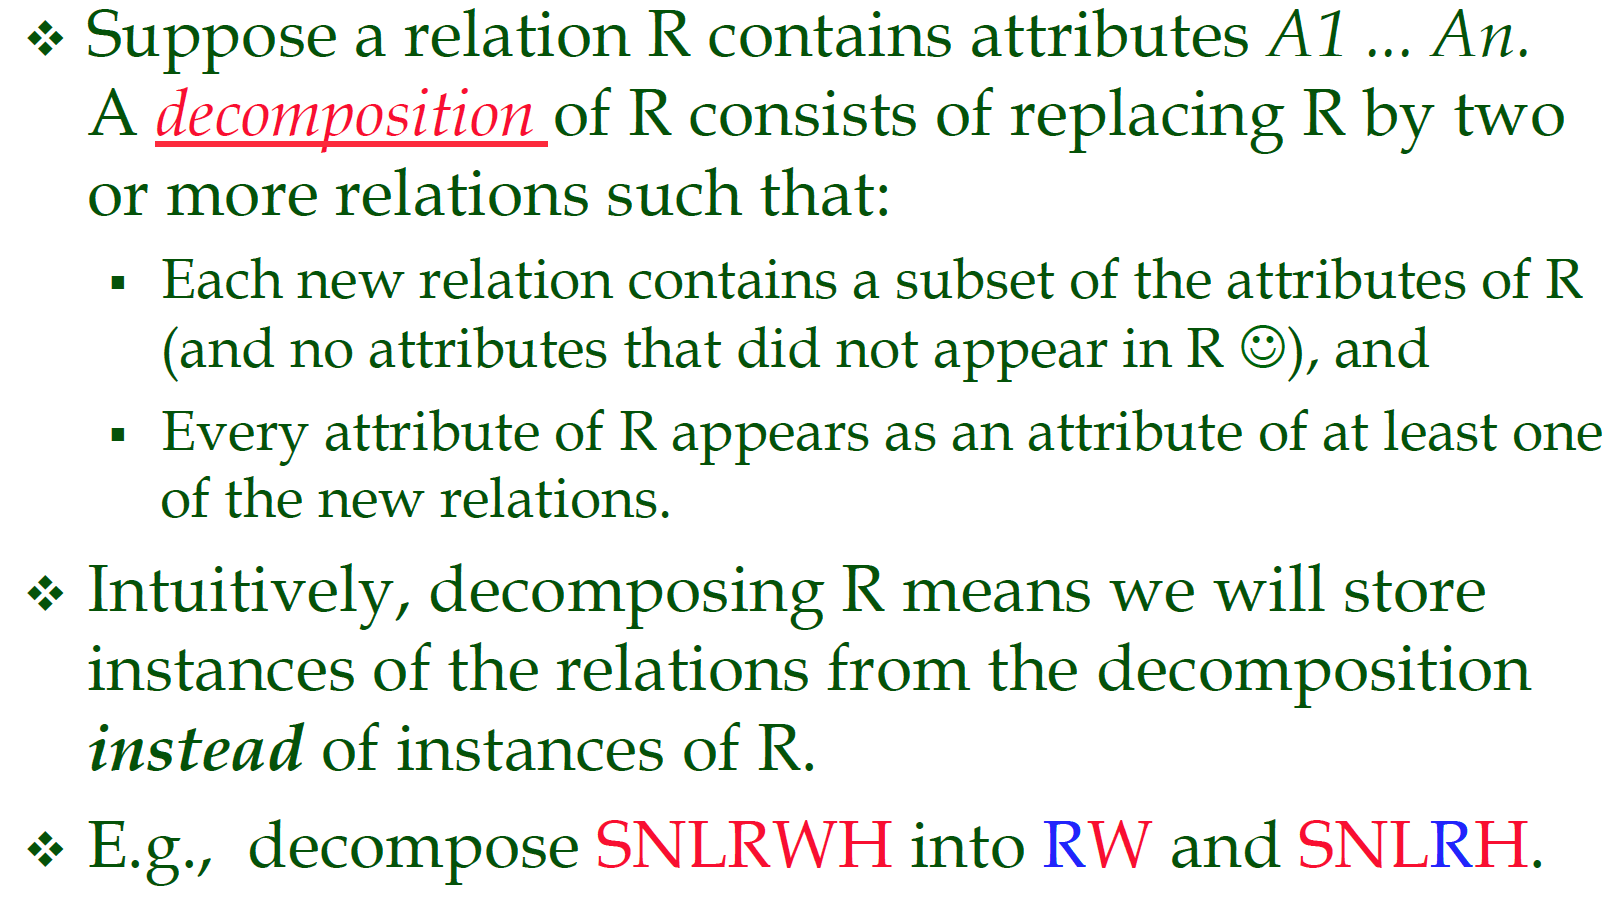 ❖ Suppose a relation R contains attributes A1 ... An.
A decomposition of R consists of replacing R by two
or more relations such that:
▪ Each new relation contains a subset of the attributes of R
(and no attributes that did not appear in R ☺), and
▪ Every attribute of R appears as an attribute of at least one
of the new relations.
❖ Intuitively, decomposing R means we will store
instances of the relations from the decomposition
instead of instances of R.
❖ E.g., decompose SNLRWH into RW and SNLRH.